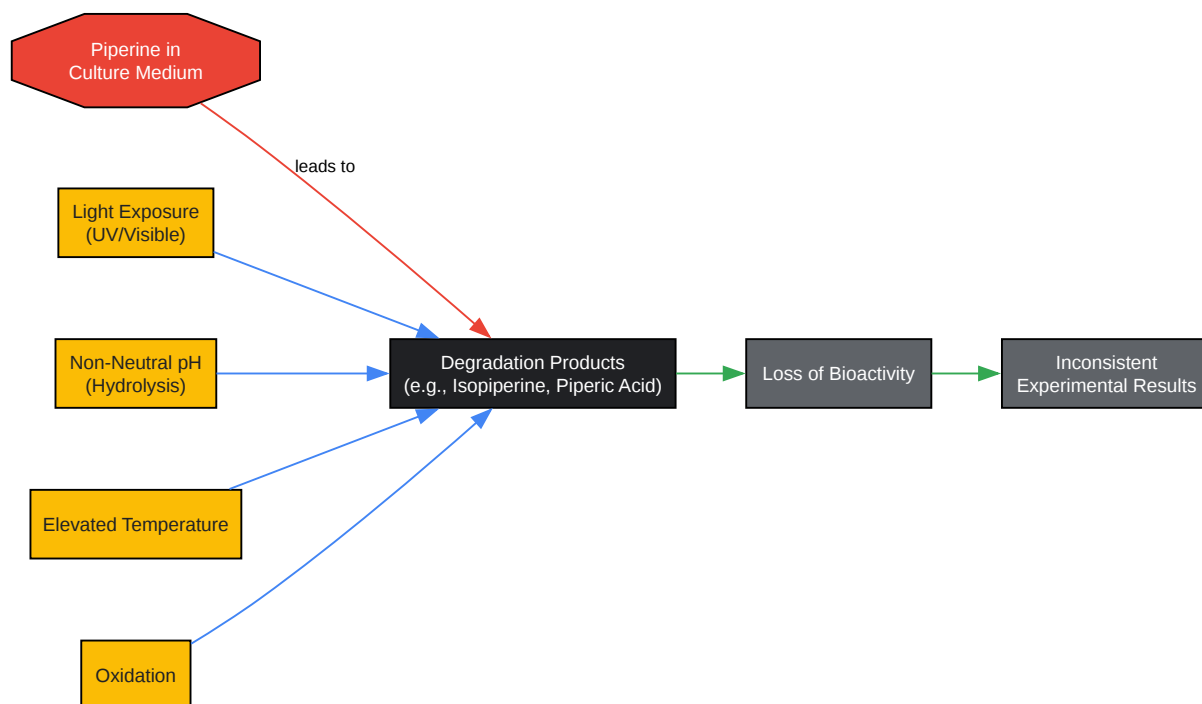 Piperine in
Culture Medium
leads to
Light Exposure
(UV/Visible)
Non-Neutral pH
(Hydrolysis)
Degradation Products
(e.g., Isopiperine, Piperic Acid)
Loss of Bioactivity
Inconsistent
Experimental Results
Elevated Temperature
Oxidation